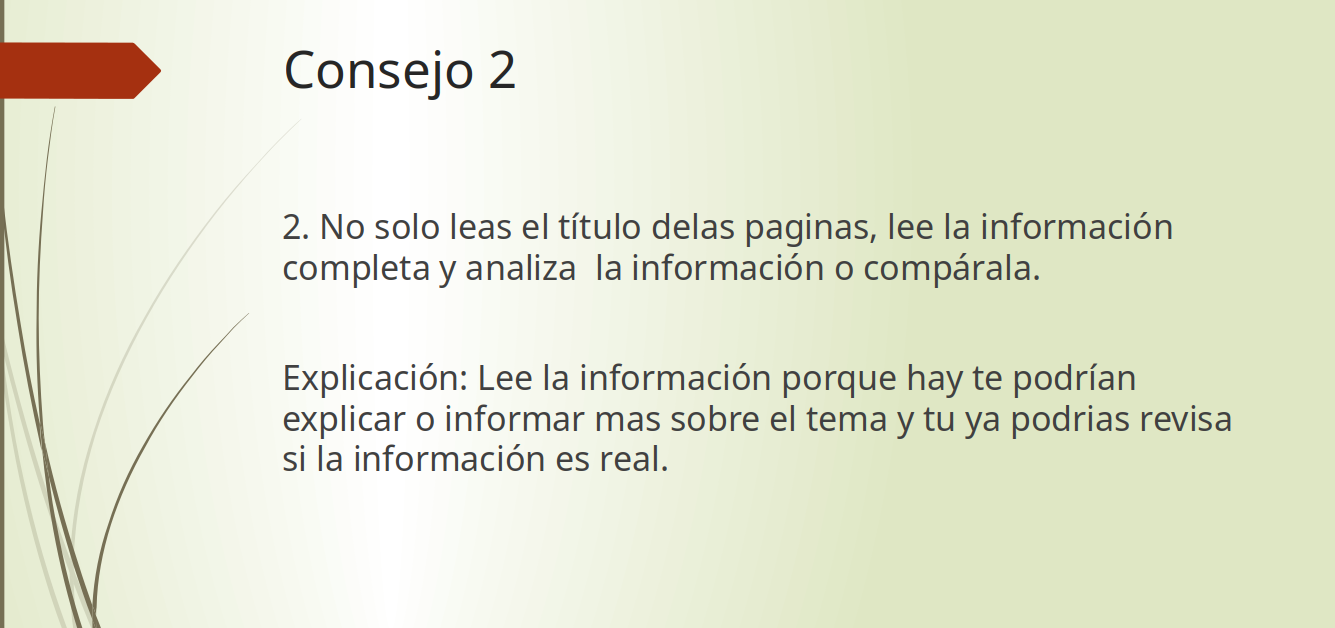 Consejo 2
2. No solo leas el título delas paginas, lee la información
completa y analiza  la información o compárala.
Explicación: Lee la información porque hay te podrían
explicar o informar mas sobre el tema y tu ya podrias revisa
si la información es real.